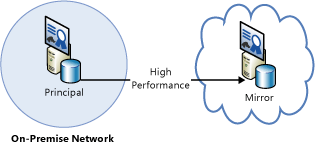 Principal
High
Performance
Mirror
On-Premise Network